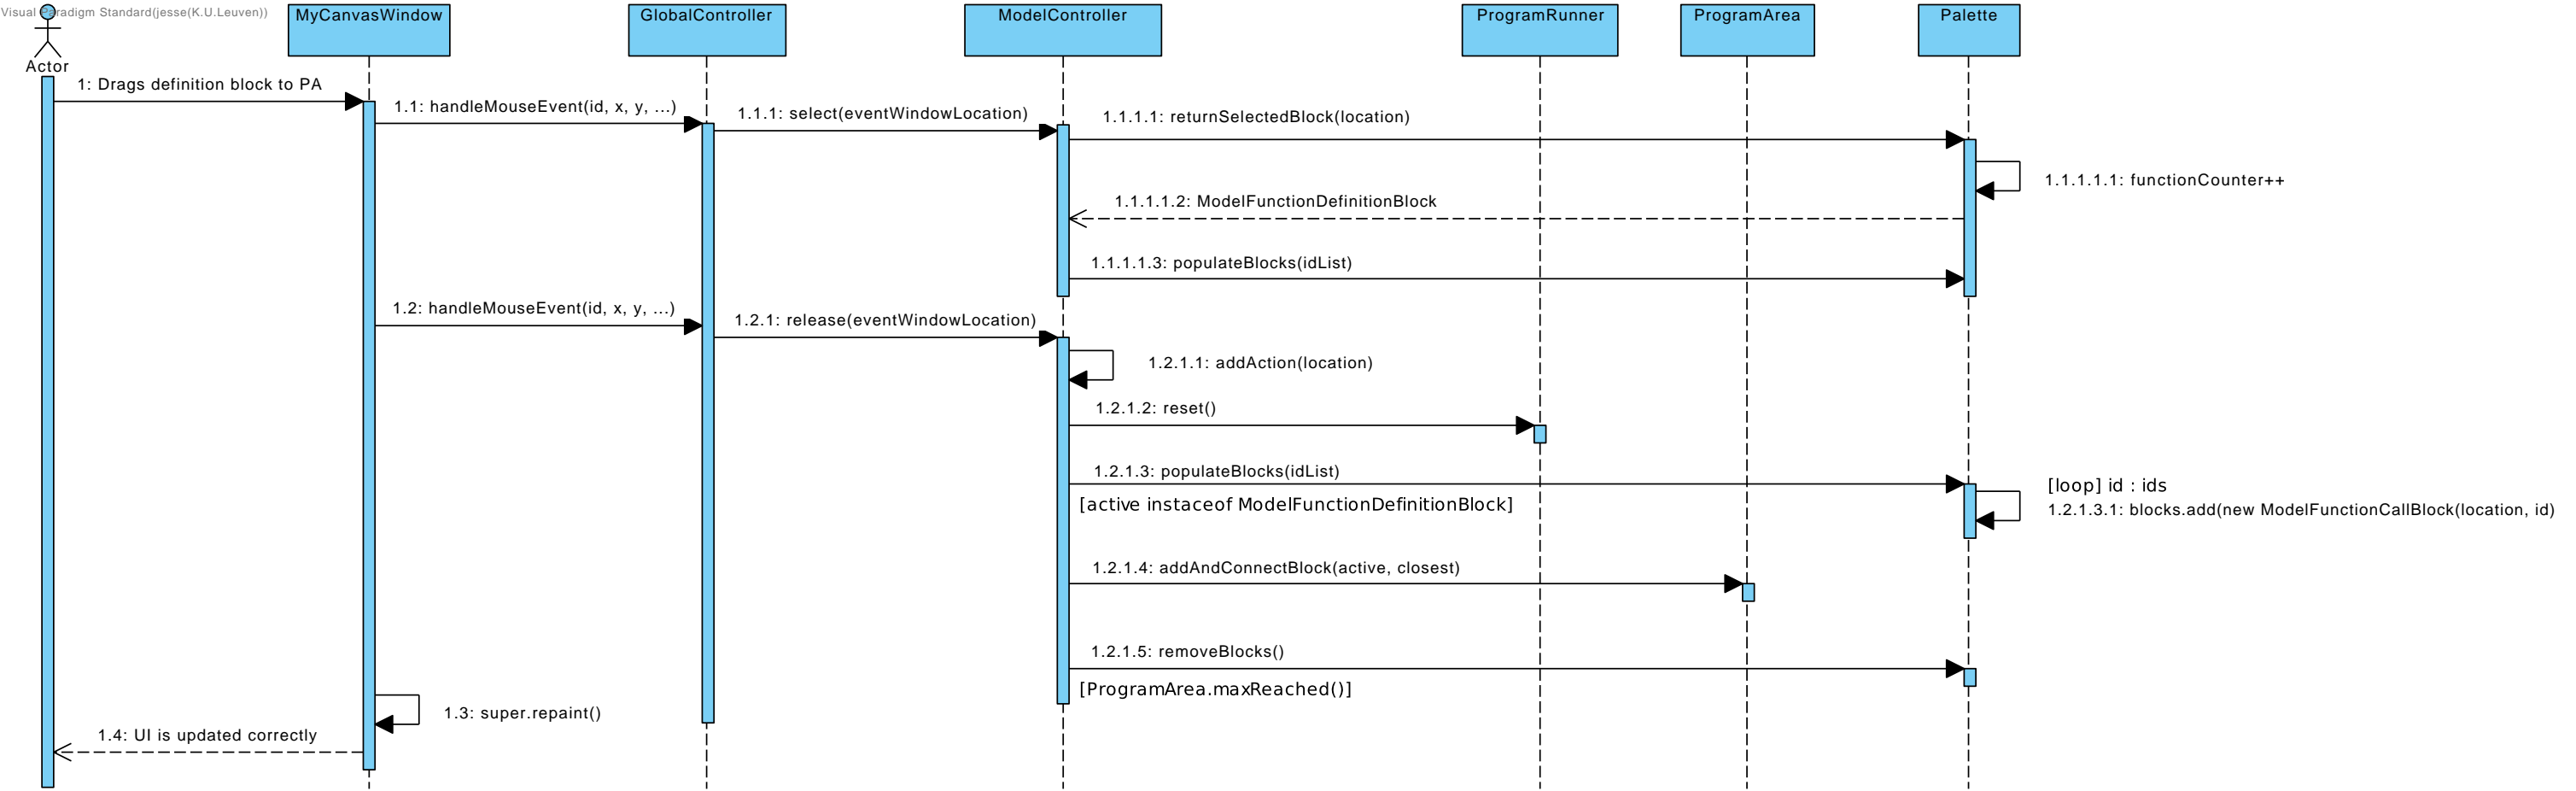 Visual Paradigm Standard(jesse(K.U.Leuven))
Actor
MyCanvasWindow
GlobalController
ModelController
ProgramRunner
ProgramArea
Palette
1: Drags definition block to PA
1.1: handleMouseEvent(id, x, y, ...)
1.1.1: select(eventWindowLocation)
1.1.1.1: returnSelectedBlock(location)
1.1.1.1.1: functionCounter++
1.1.1.1.2: ModelFunctionDefinitionBlock
1.1.1.1.3: populateBlocks(idList)
1.2: handleMouseEvent(id, x, y, ...)
1.2.1: release(eventWindowLocation)
1.2.1.1: addAction(location)
1.2.1.2: reset()
1.2.1.3: populateBlocks(idList)
[active instaceof ModelFunctionDefinitionBlock]
[loop] id : ids
1.2.1.3.1: blocks.add(new ModelFunctionCallBlock(location, id)
1.2.1.4: addAndConnectBlock(active, closest)
1.2.1.5: removeBlocks()
[ProgramArea.maxReached()]
1.3: super.repaint()
1.4: UI is updated correctly